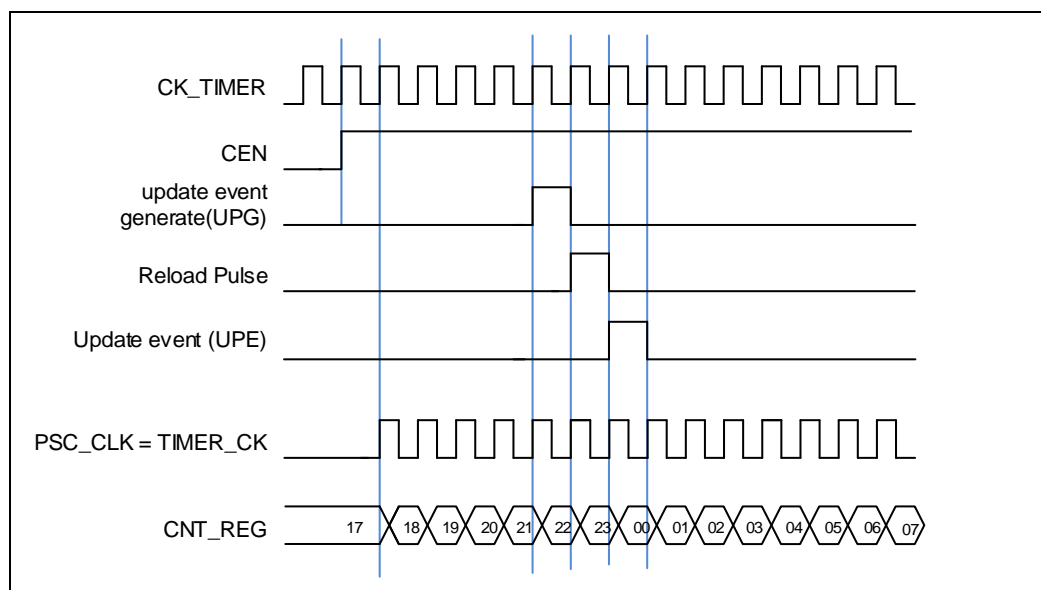 CK_TIMER
CEN
update event
generate(UPG)
Reload Pulse
Update event (UPE)
PSC_CLK = TIMER_CK
CNT_REG 17 18 19 20 21 22 23 00 01 02 03 04 05 06 07